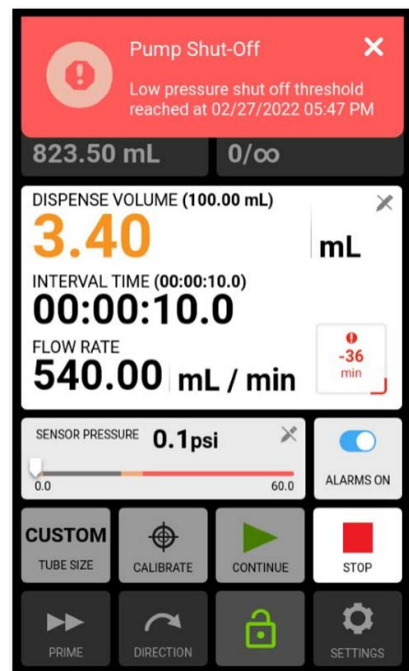 Pump Shut-Off
Low pressure shut off threshold
reached at 02/27/2022 05:47 PM
823.50 mL
0/∞
DISPENSE VOLUME (100.00 mL)
3.40 mL
INTERVAL TIME (00:00:10.0)
00:00:10.0
FLOW RATE
540.00 mL / min
-36
min
SENSOR PRESSURE 0.1psi
0.0 60.0
ALARMS ON
CUSTOM
TUBE SIZE
CALIBRATE
CONTINUE
STOP
PRIME
DIRECTION
SETTINGS